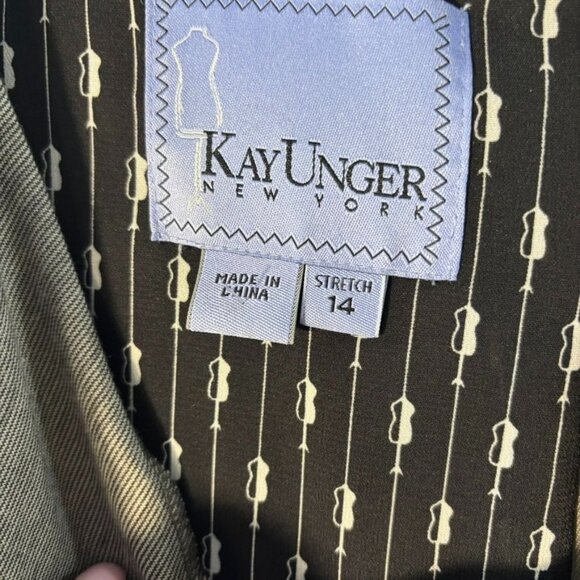 KAY UNGER
NEW YORK
MADE IN
CHINA
STRETCH
14